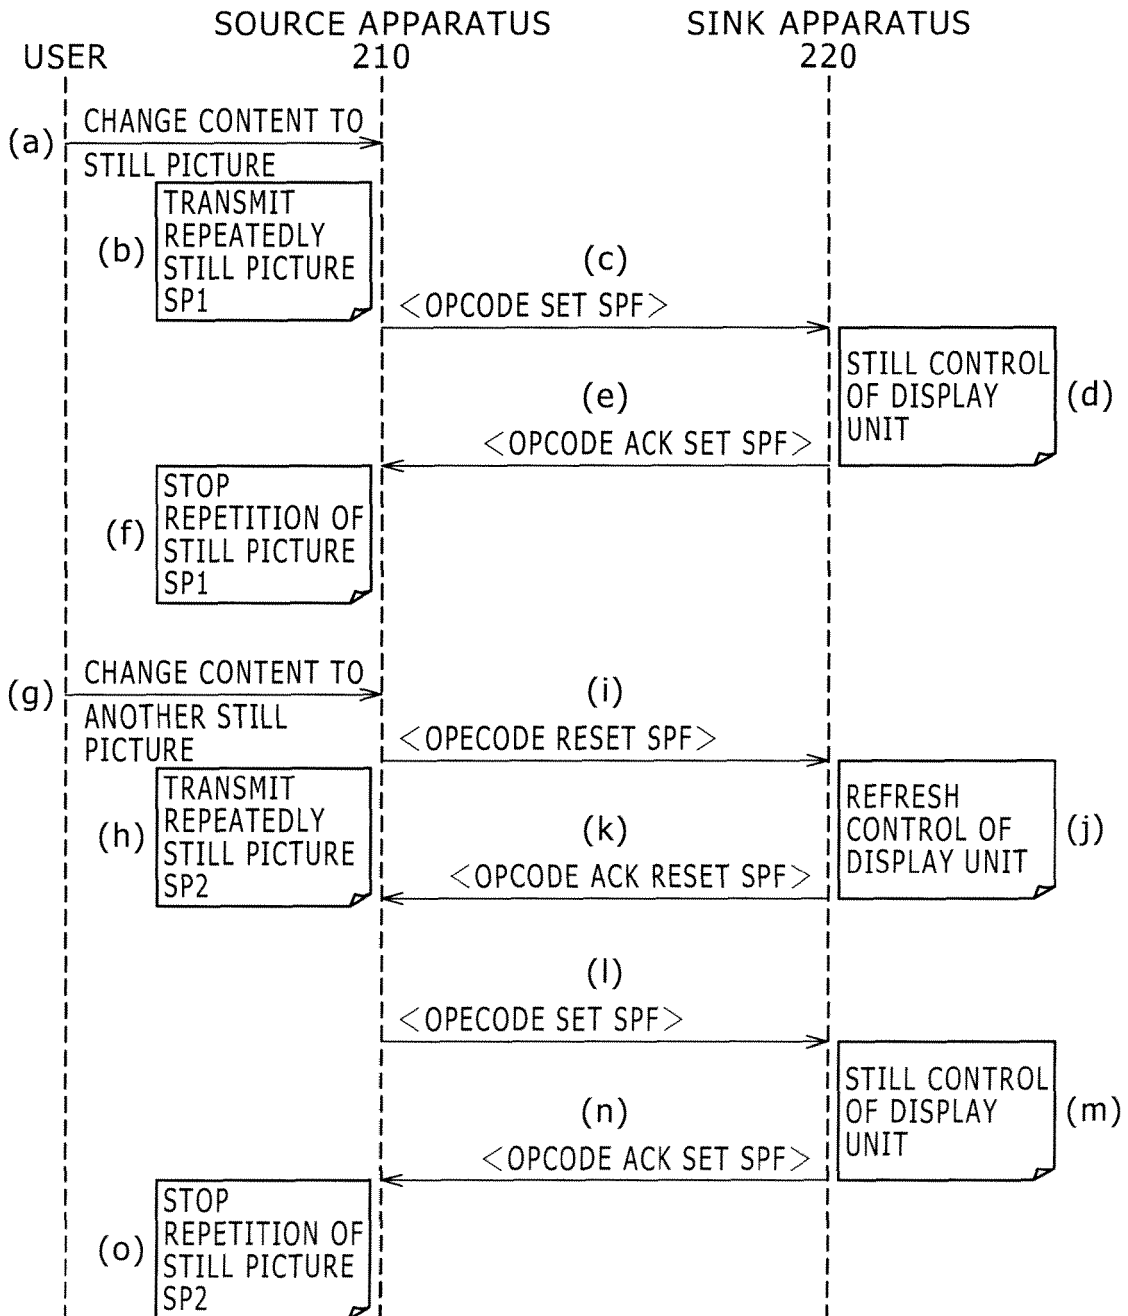 SOURCE APPARATUS
SINK APPARATUS
USER
210
220
(a)
CHANGE CONTENT TO
STILL PICTURE
(b)
TRANSMIT
REPEATEDLY
STILL PICTURE
SP1
(c)
<OPCODE SET SPF>
STILL CONTROL
OF DISPLAY
UNIT
(d)
(e)
<OPCODE ACK SET SPF>
(f)
STOP
REPETITION OF
STILL PICTURE
SP1
(g)
CHANGE CONTENT TO
ANOTHER STILL
PICTURE
(i)
<OPECODE RESET SPF>
(h)
TRANSMIT
REPEATEDLY
STILL PICTURE
SP2
REFRESH
CONTROL OF
DISPLAY UNIT
(j)
(k)
<OPCODE ACK RESET SPF>
(l)
<OPECODE SET SPF>
STILL CONTROL
OF DISPLAY
UNIT
(m)
(n)
<OPCODE ACK SET SPF>
(o)
STOP
REPETITION OF
STILL PICTURE
SP2